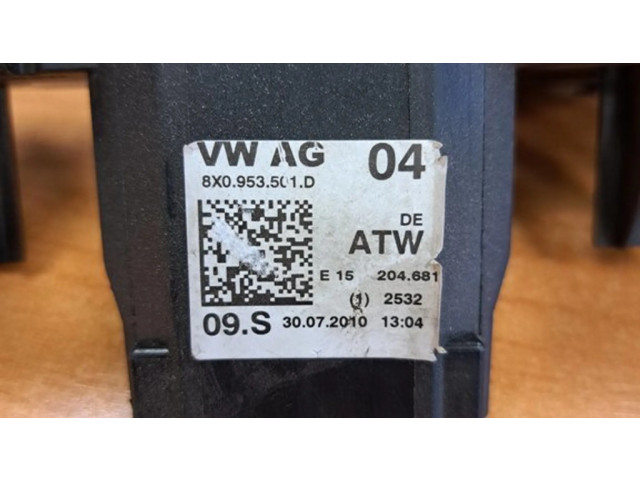 VW AG 04
8X0.953.501.D
DE
ATW
E 15 204.681
(1) 2532
09.S 30.07.2010 13:04